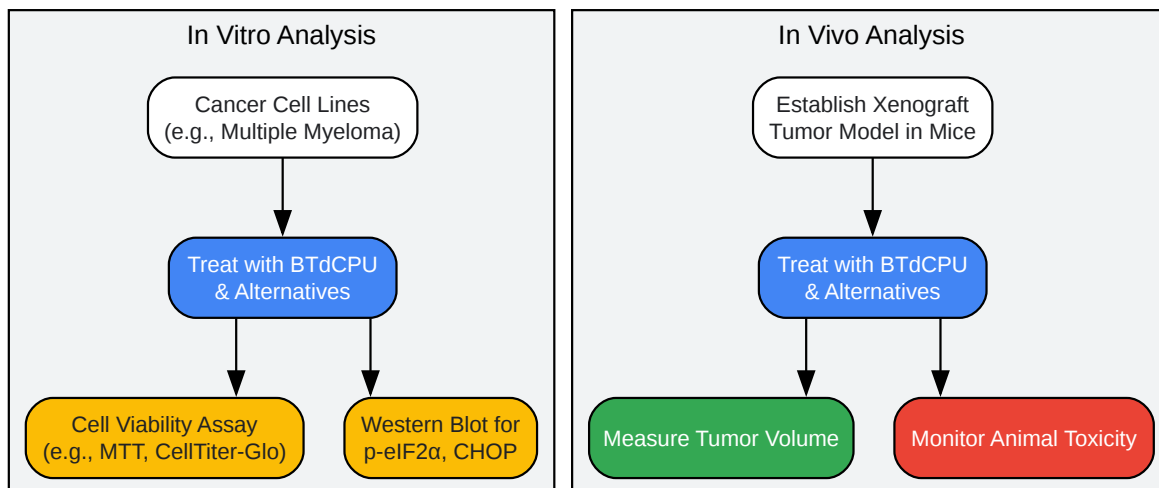 In Vitro Analysis
Cancer Cell Lines
(e.g., Multiple Myeloma)
Treat with BTdCPU
& Alternatives
Cell Viability Assay
(e.g., MTT, CellTiter-Glo)
Western Blot for
p-eIF2α, CHOP
In Vivo Analysis
Establish Xenograft
Tumor Model in Mice
Treat with BTdCPU
& Alternatives
Measure Tumor Volume
Monitor Animal Toxicity